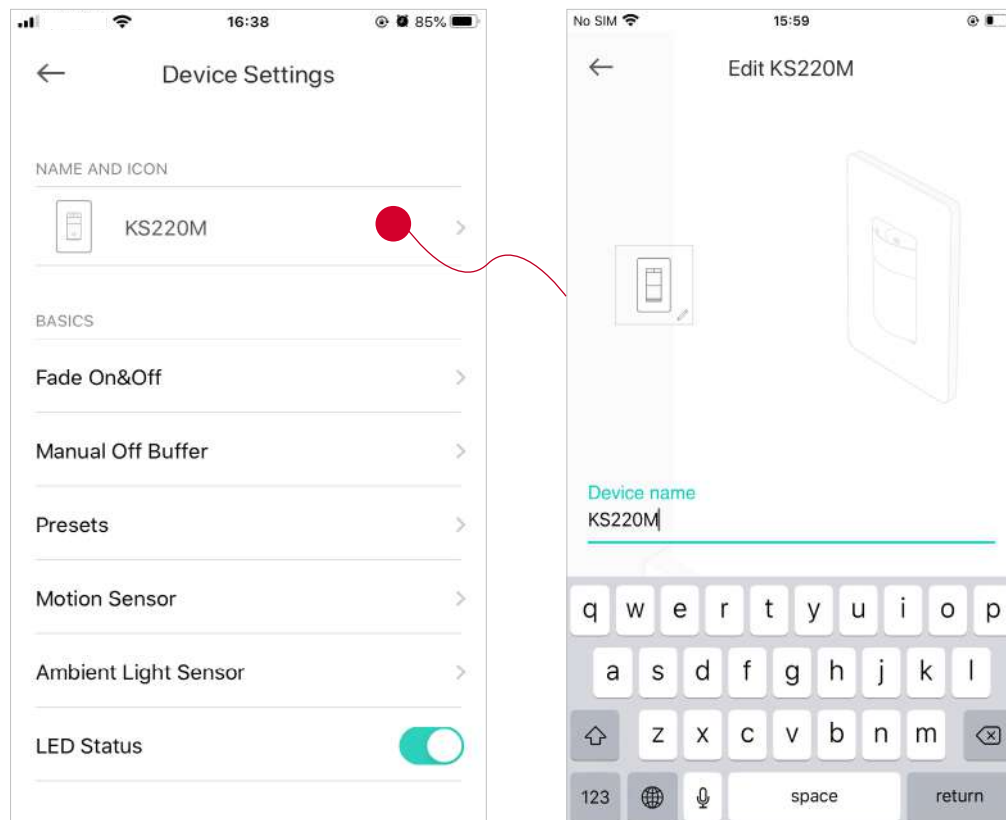 16:38
85%
Device Settings
NAME AND ICON
KS220M
BASICS
Fade On&Off
Manual Off Buffer
Presets
Motion Sensor
Ambient Light Sensor
LED Status
No SIM
15:59
Edit KS220M
Device name
KS220M
q w e r t y u i o p
a s d f g h j k l
z x c v b n m
123 space return